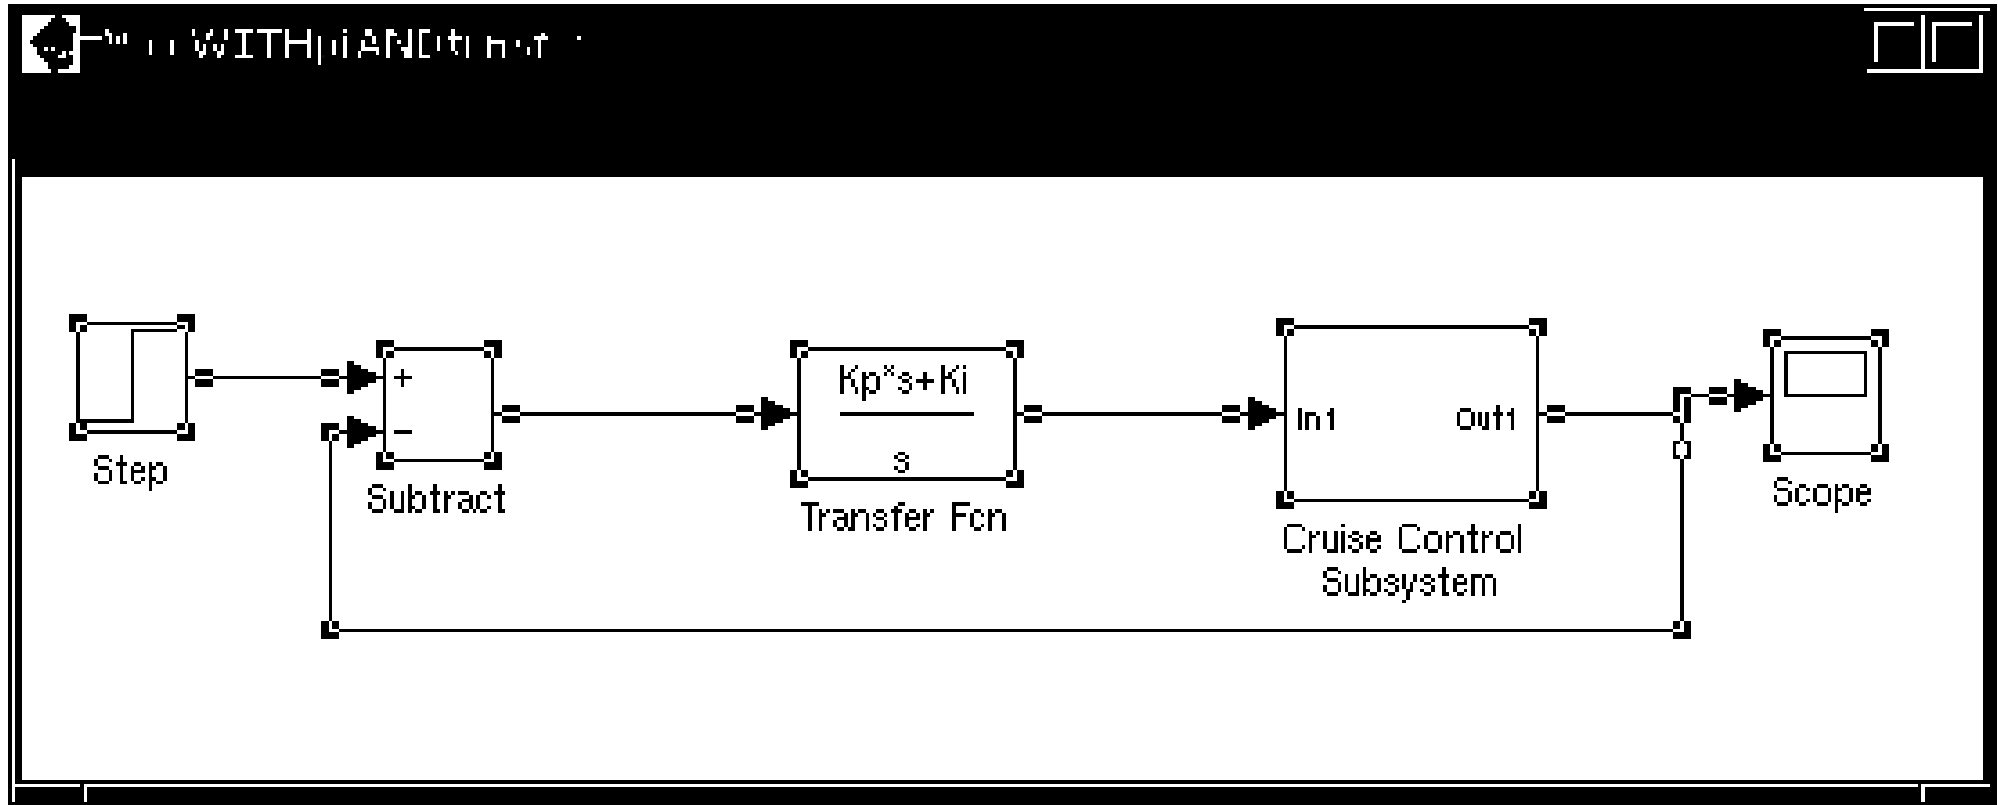 +
−
Step
Subtract
Kp*s+Ki
s
Transfer Fcn
In1
Out1
Cruise Control
Subsystem
Scope